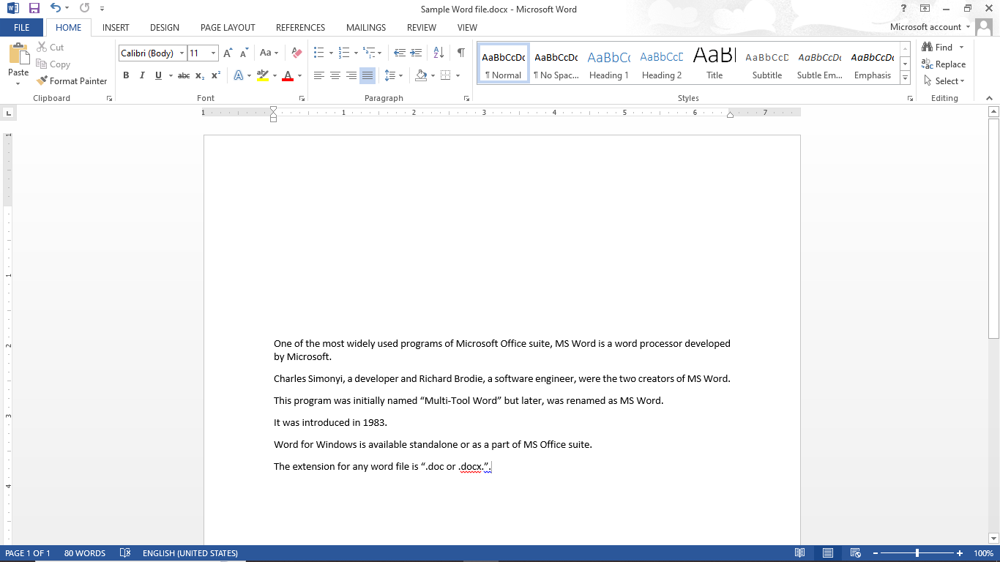 Sample Word file.docx - Microsoft Word
FILE HOME INSERT DESIGN PAGE LAYOUT REFERENCES MAILINGS REVIEW VIEW Microsoft account
Paste
Cut
Copy
Format Painter
Clipboard
Calibri (Body) 11
Font
Paragraph
AaBbCcDc AaBbCcDc AaBbCc AaBbCcD AaBl AaBbCcD AaBbCcDc AaBbCcDc
¶ Normal ¶ No Spac... Heading 1 Heading 2 Title Subtitle Subtle Em... Emphasis
Styles
Find
Replace
Select
Editing
1 1 2 3 4 5 6 7
1
1
2
3
4
One of the most widely used programs of Microsoft Office suite, MS Word is a word processor developed
by Microsoft.
Charles Simonyi, a developer and Richard Brodie, a software engineer, were the two creators of MS Word.
This program was initially named “Multi-Tool Word” but later, was renamed as MS Word.
It was introduced in 1983.
Word for Windows is available standalone or as a part of MS Office suite.
The extension for any word file is “.doc or .docx.”.
PAGE 1 OF 1 80 WORDS ENGLISH (UNITED STATES) 100%